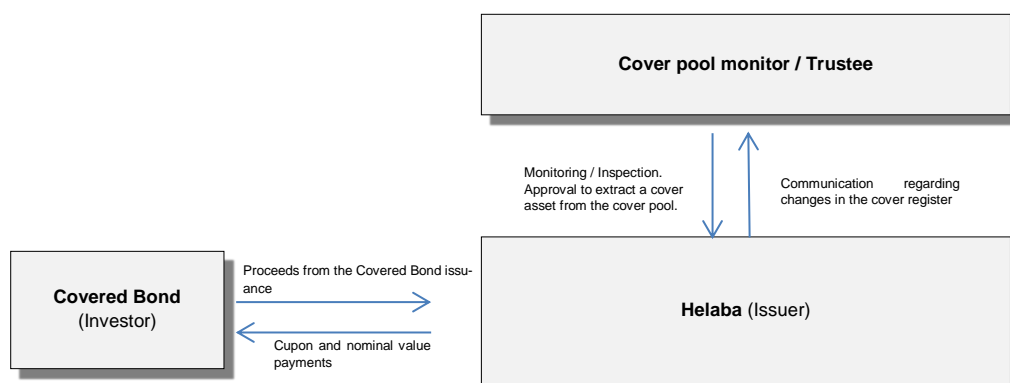 Cover pool monitor / Trustee
Monitoring / Inspection.
Approval to extract a cover
asset from the cover pool.
Communication regarding
changes in the cover register
Proceeds from the Covered Bond issu-
ance
Covered Bond
(Investor)
Helaba (Issuer)
Cupon and nominal value
payments